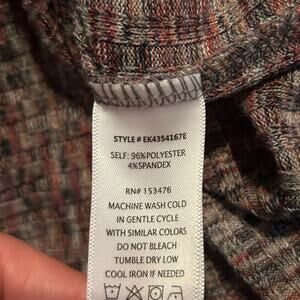 STYLE # EK4354167E
SELF: 96%POLYESTER
4%SPANDEX
RN# 153476
MACHINE WASH COLD
IN GENTLE CYCLE
WITH SIMILAR COLORS
DO NOT BLEACH
TUMBLE DRY LOW
COOL IRON IF NEEDED